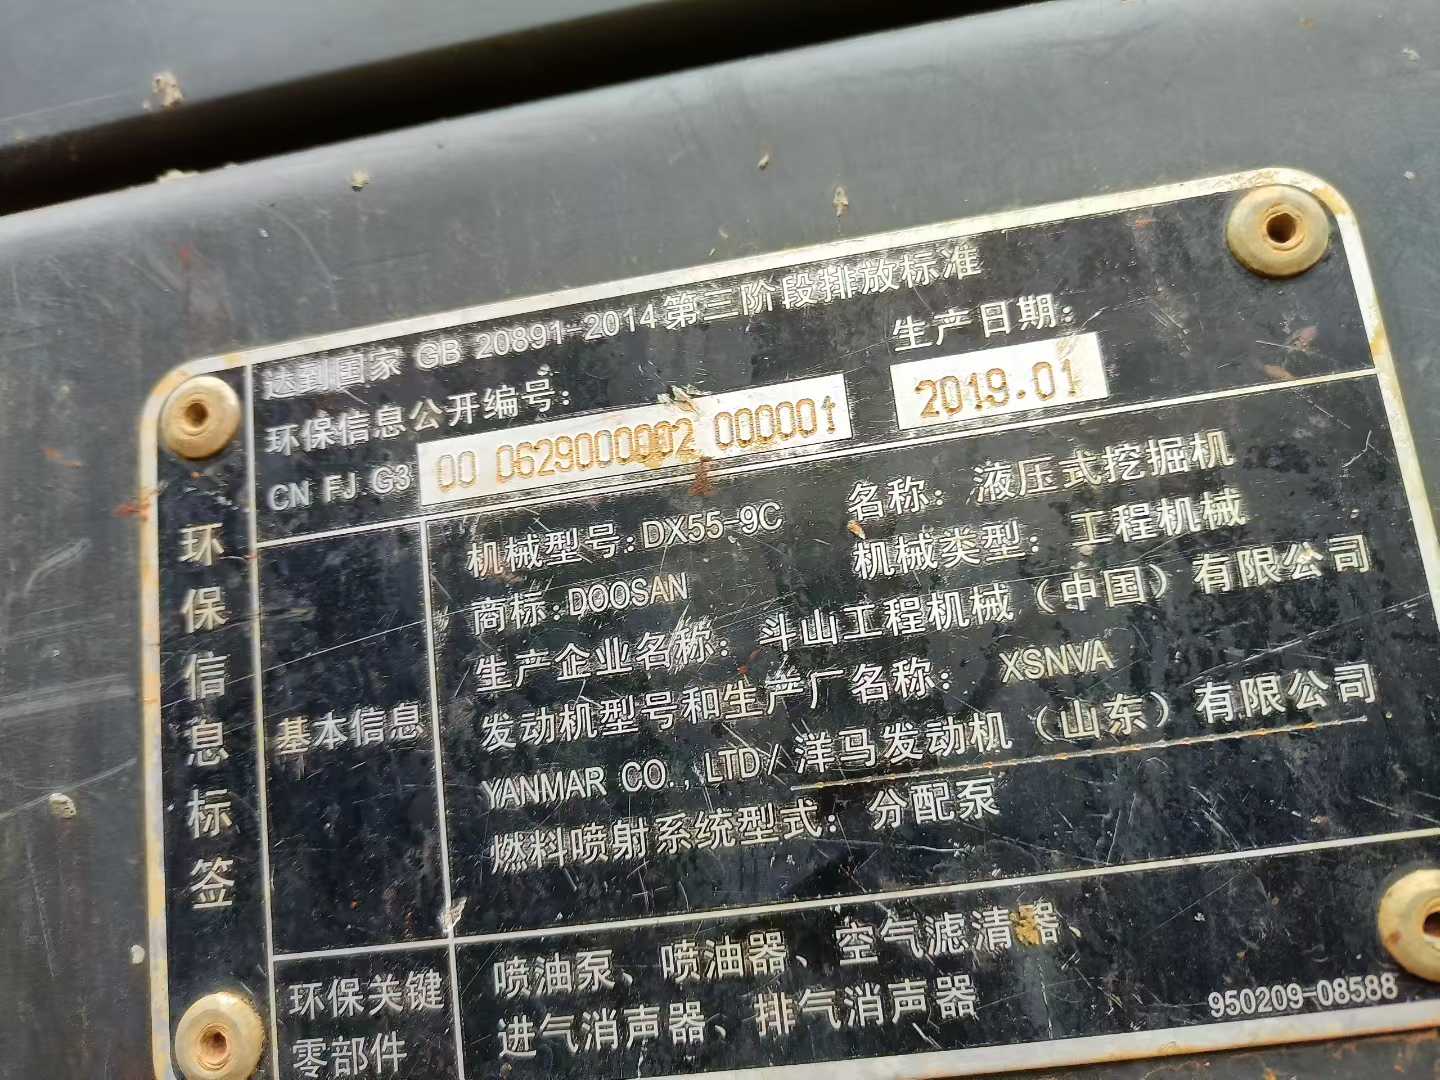 达到国家 GB 20891-2014第三阶段排放标准
环保信息公开编号:
生产日期:
CN FJ G3 00 0629000002 000001
2019.01
环保信息标签
基本信息
机械型号:DX55-9C 名称: 液压式挖掘机
商标:DOOSAN 机械类型: 工程机械
生产企业名称: 斗山工程机械（中国）有限公司
发动机型号和生产厂名称: XSNVA
YANMAR CO.,LTD/洋马发动机（山东）有限公司
燃料喷射系统型式: 分配泵
环保关键
零部件
喷油泵、喷油器、空气滤清器、
进气消声器、排气消声器
950209-08588